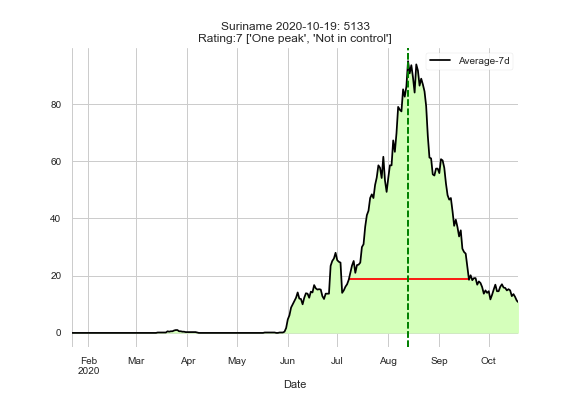 Suriname 2020-10-19: 5133
Rating:7 ['One peak', 'Not in control']
Average-7d
80
60
40
20
0
Feb
2020
Mar
Apr
May
Jun
Jul
Aug
Sep
Oct
Date